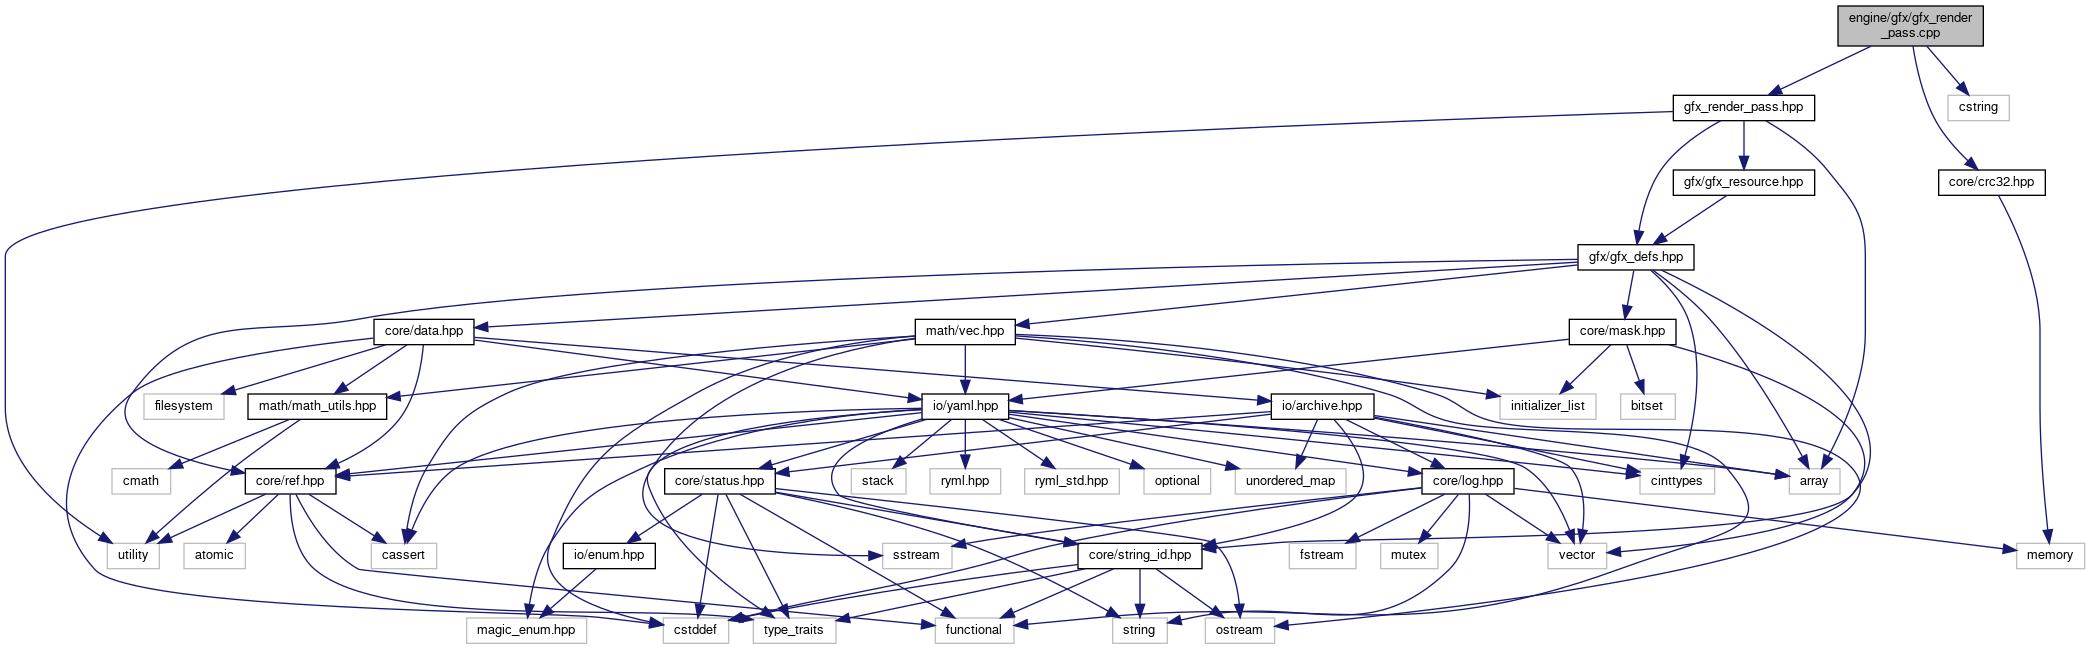 engine/gfx/gfx_render
_pass.cpp
gfx_render_pass.hpp
cstring
gfx/gfx_resource.hpp
core/crc32.hpp
gfx/gfx_defs.hpp
core/data.hpp
math/vec.hpp
core/mask.hpp
filesystem
math/math_utils.hpp
io/yaml.hpp
io/archive.hpp
initializer_list
bitset
cmath
core/ref.hpp
core/status.hpp
stack
ryml.hpp
ryml_std.hpp
optional
unordered_map
core/log.hpp
cinttypes
array
utility
atomic
cassert
io/enum.hpp
sstream
core/string_id.hpp
fstream
mutex
vector
memory
magic_enum.hpp
cstddef
type_traits
functional
string
ostream